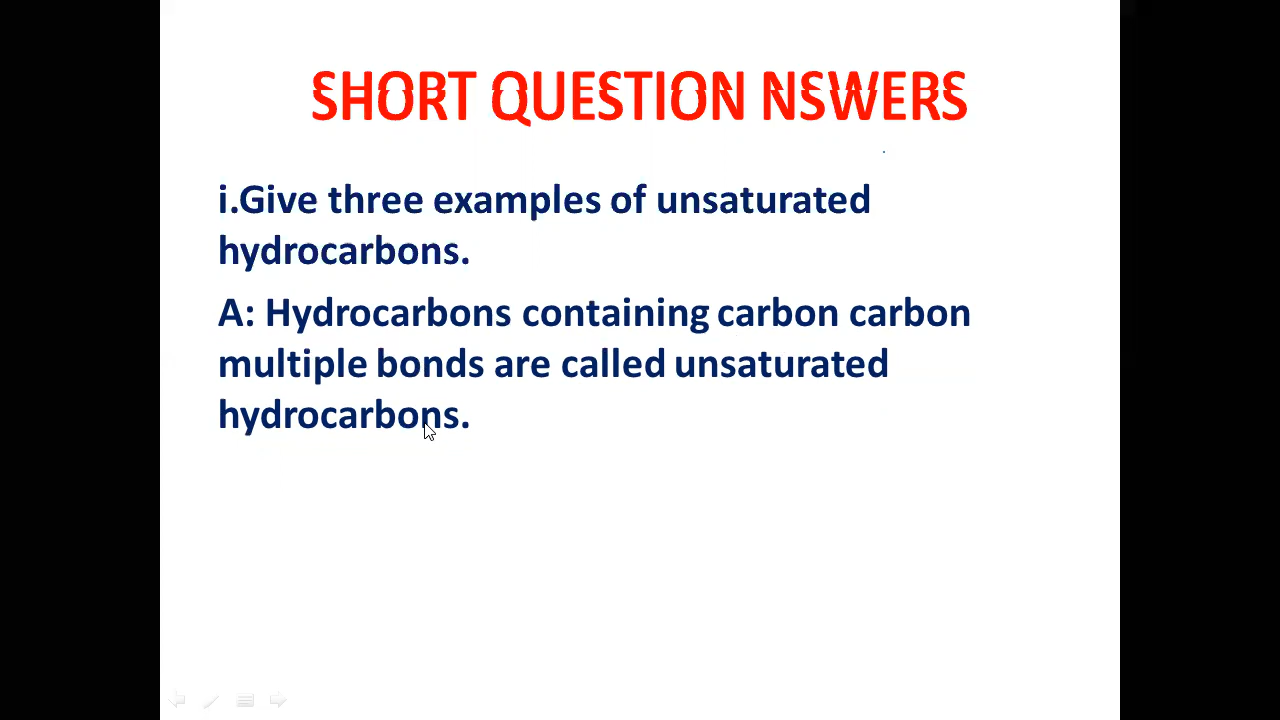 SHORT QUESTION NSWERS
i.Give three examples of unsaturated
hydrocarbons.
A: Hydrocarbons containing carbon carbon
multiple bonds are called unsaturated
hydrocarbons.